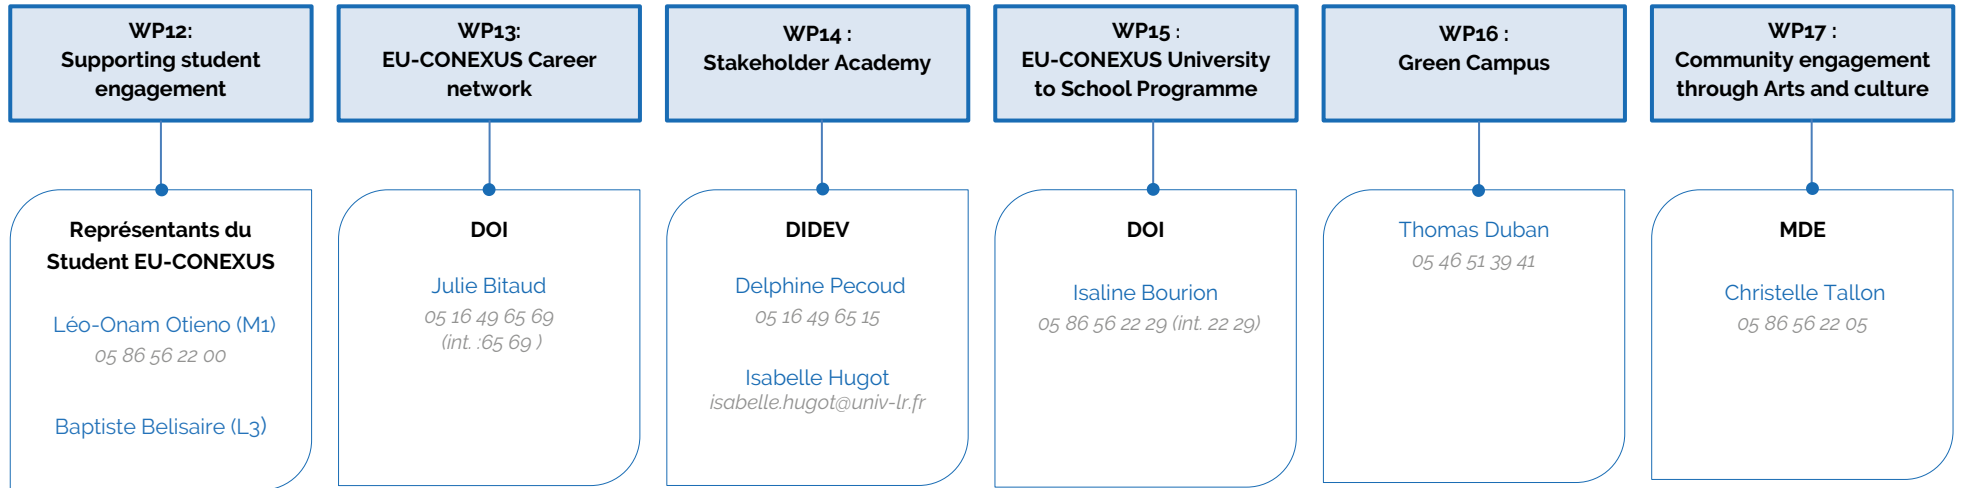 WP12:
Supporting student
engagement
Représentants du
Student EU-CONEXUS
Léo-Onam Otieno (M1)
05 86 56 22 00
Baptiste Belisaire (L3)
WP13:
EU-CONEXUS Career
network
DOI
Julie Bitaud
05 16 49 65 69
(int. :65 69 )
WP14 :
Stakeholder Academy
DIDEV
Delphine Pecoud
05 16 49 65 15
Isabelle Hugot
isabelle.hugot@univ-lr.fr
WP15 :
EU-CONEXUS University
to School Programme
DOI
Isaline Bourion
05 86 56 22 29 (int. 22 29)
WP16 :
Green Campus
Thomas Duban
05 46 51 39 41
WP17 :
Community engagement
through Arts and culture
MDE
Christelle Tallon
05 86 56 22 05